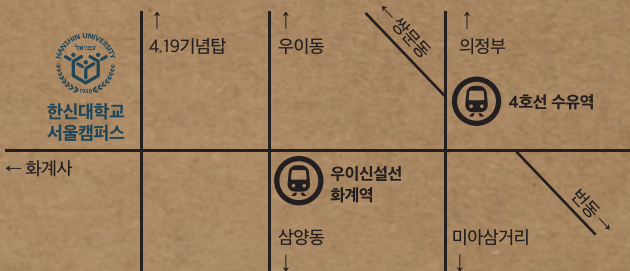 HANSHIN UNIVERSITY
1940
한신대학교
서울캠퍼스
↑
4.19기념탑
↑
우이동
← 쌍문동
↑
의정부
4호선 수유역
← 화계사
우이신설선
화계역
번동 →
삼양동
↓
미아삼거리
↓